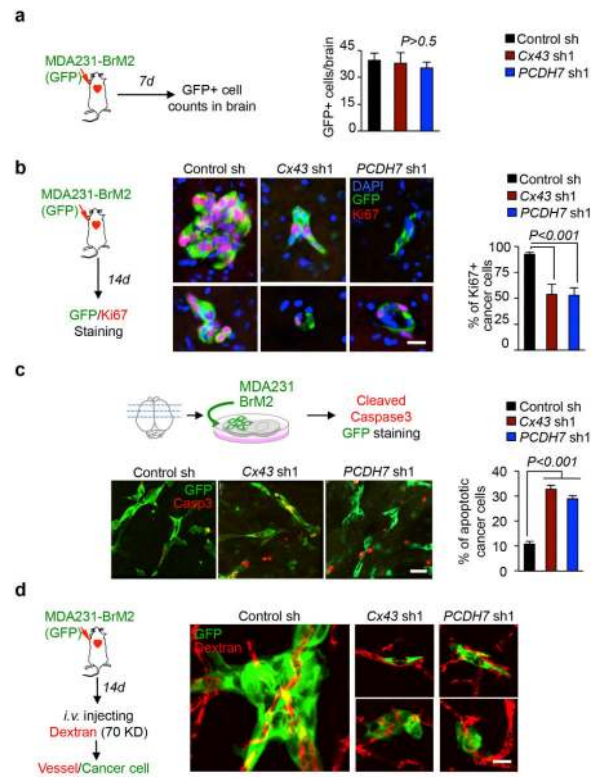 a
MDA231-BrM2
(GFP)
7d
GFP+ cell
counts in brain
GFP+ cells/brain
45
30
15
0
P>0.5
Control sh
Cx43 sh1
PCDH7 sh1
b
MDA231-BrM2
(GFP)
14d
GFP/Ki67
Staining
Control sh
Cx43 sh1
PCDH7 sh1
DAPI
GFP
Ki67
Control sh
Cx43 sh1
PCDH7 sh1
P<0.001
% of Ki67+
cancer cells
100
75
50
25
0
c
MDA231
BrM2
Cleaved
Caspase3
GFP staining
Control sh
Cx43 sh1
PCDH7 sh1
GFP
Casp3
Control sh
Cx43 sh1
PCDH7 sh1
P<0.001
% of apoptotic
cancer cells
40
30
20
10
0
d
MDA231-BrM2
(GFP)
14d
i.v. injecting
Dextran (70 KD)
Vessel/Cancer cell
Control sh
Cx43 sh1
PCDH7 sh1
GFP
Dextran